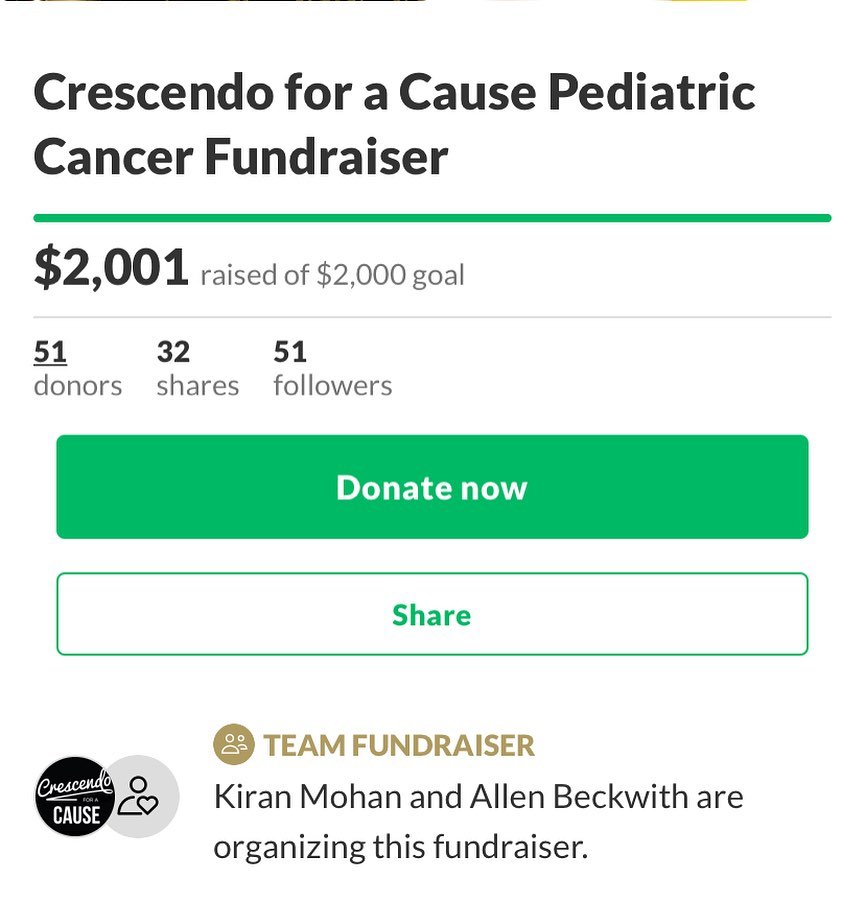 Crescendo for a Cause Pediatric
Cancer Fundraiser
$2,001 raised of $2,000 goal
51 32 51
donors shares followers
Donate now
Share
TEAM FUNDRAISER
Crescendo
FOR A
CAUSE
Kiran Mohan and Allen Beckwith are
organizing this fundraiser.